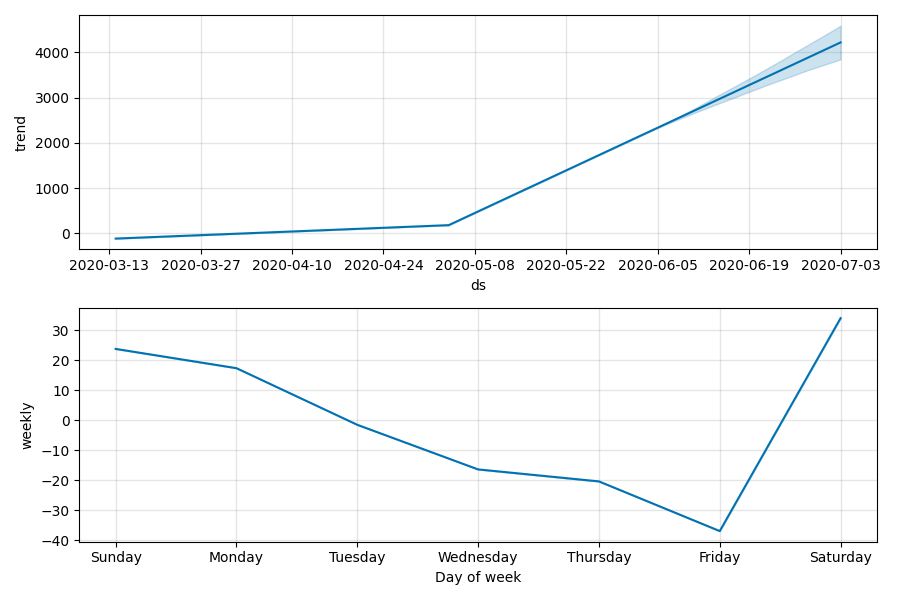 4000
3000
2000
1000
0
trend
2020-03-13 2020-03-27 2020-04-10 2020-04-24 2020-05-08 2020-05-22 2020-06-05 2020-06-19 2020-07-03
ds
30
20
10
0
−10
−20
−30
−40
weekly
Sunday Monday Tuesday Wednesday Thursday Friday Saturday
Day of week